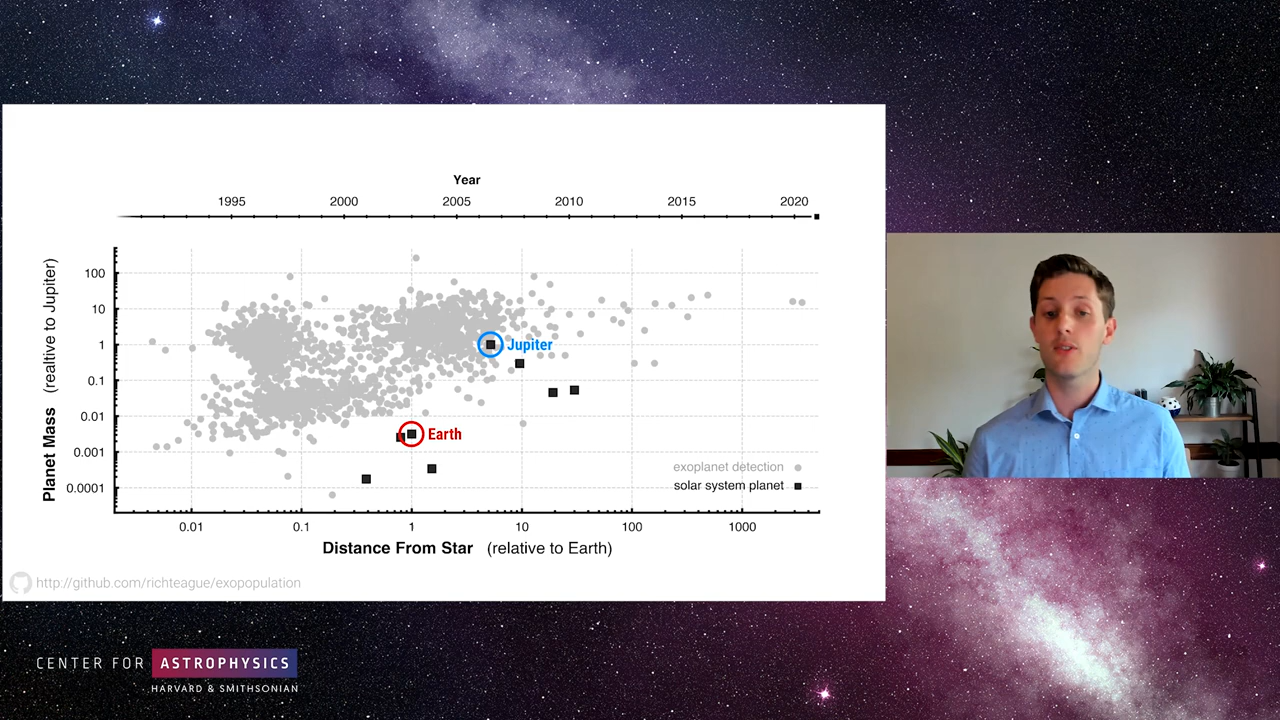 Year
1995 2000 2005 2010 2015 2020
Planet Mass (realtive to Jupiter)
100
10
1
0.1
0.01
0.001
0.0001
Jupiter
Earth
exoplanet detection
solar system planet
0.01 0.1 1 10 100 1000
Distance From Star (relative to Earth)
http://github.com/richteague/exopopulation
CENTER FOR ASTROPHYSICS
HARVARD & SMITHSONIAN